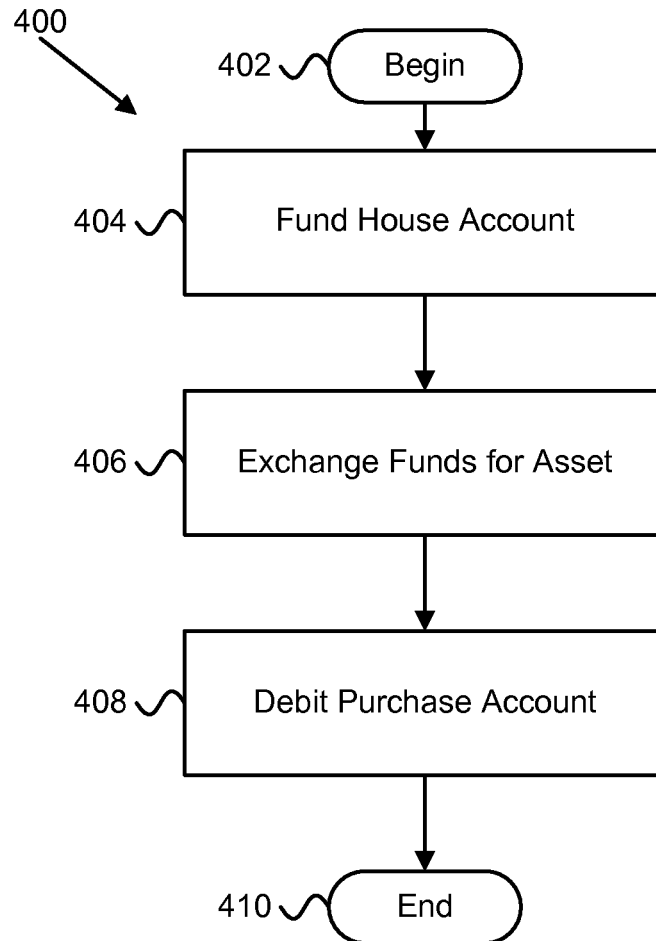 400
402 Begin
404 Fund House Account
406 Exchange Funds for Asset
408 Debit Purchase Account
410 End